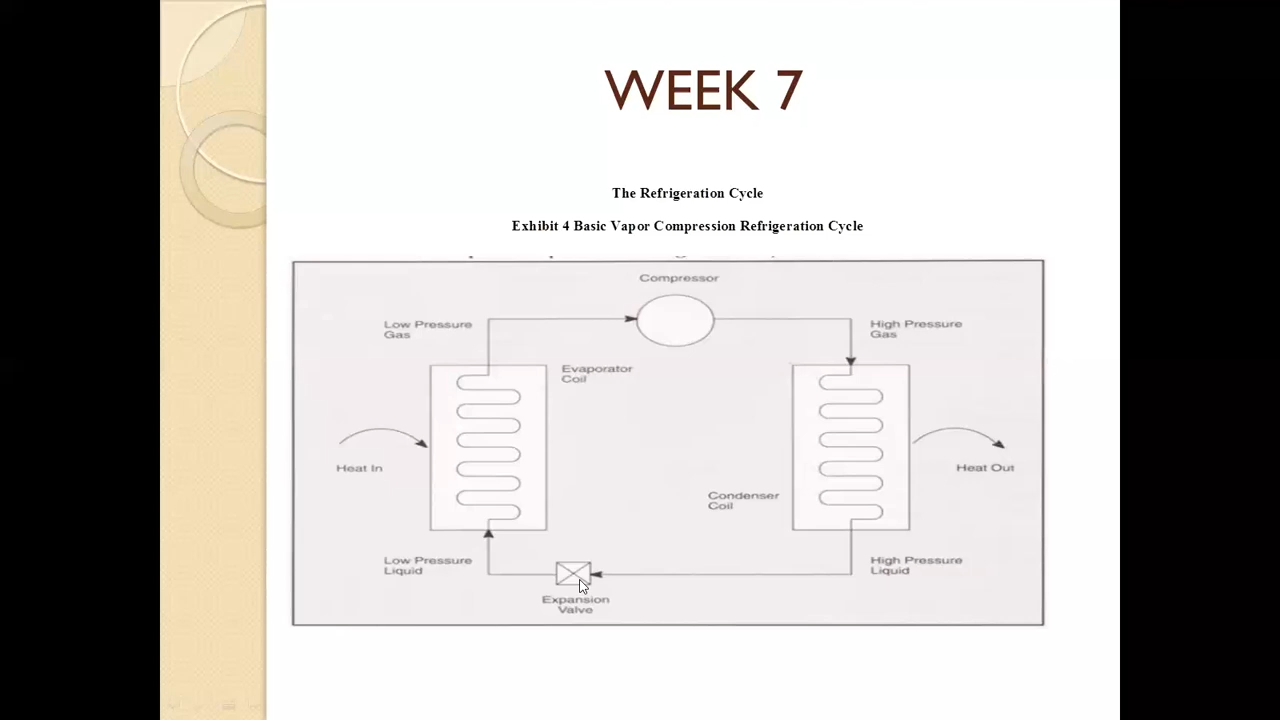 WEEK 7
The Refrigeration Cycle
Exhibit 4 Basic Vapor Compression Refrigeration Cycle
Compressor
Low Pressure
Gas
High Pressure
Gas
Evaporator
Coil
Heat In
Heat Out
Condenser
Coil
Low Pressure
Liquid
High Pressure
Liquid
Expansion
Valve